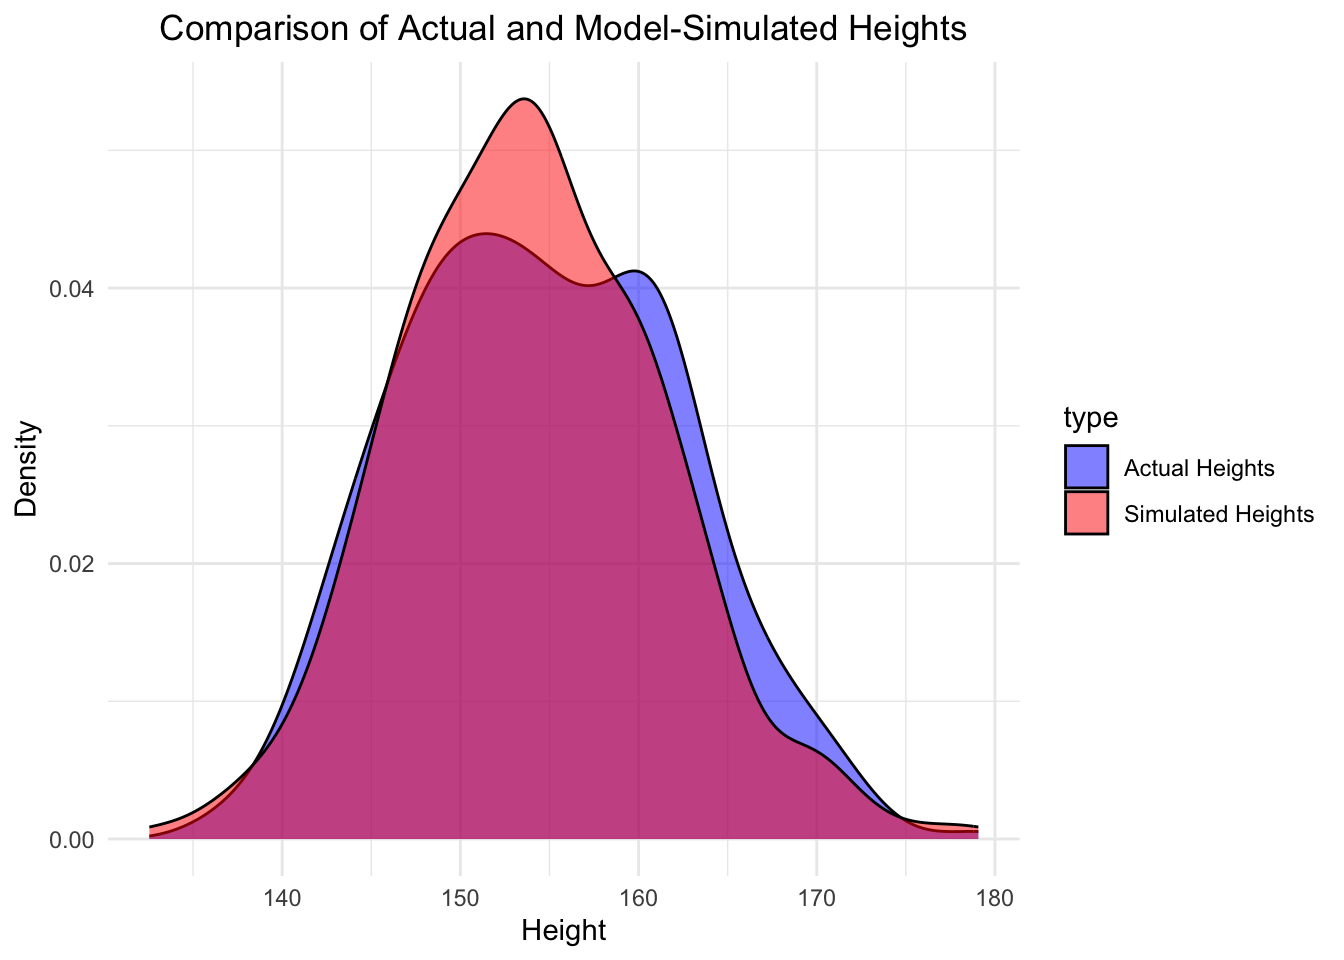 Comparison of Actual and Model-Simulated Heights
Density
0.04
0.02
0.00
140 150 160 170 180
Height
type
Actual Heights
Simulated Heights